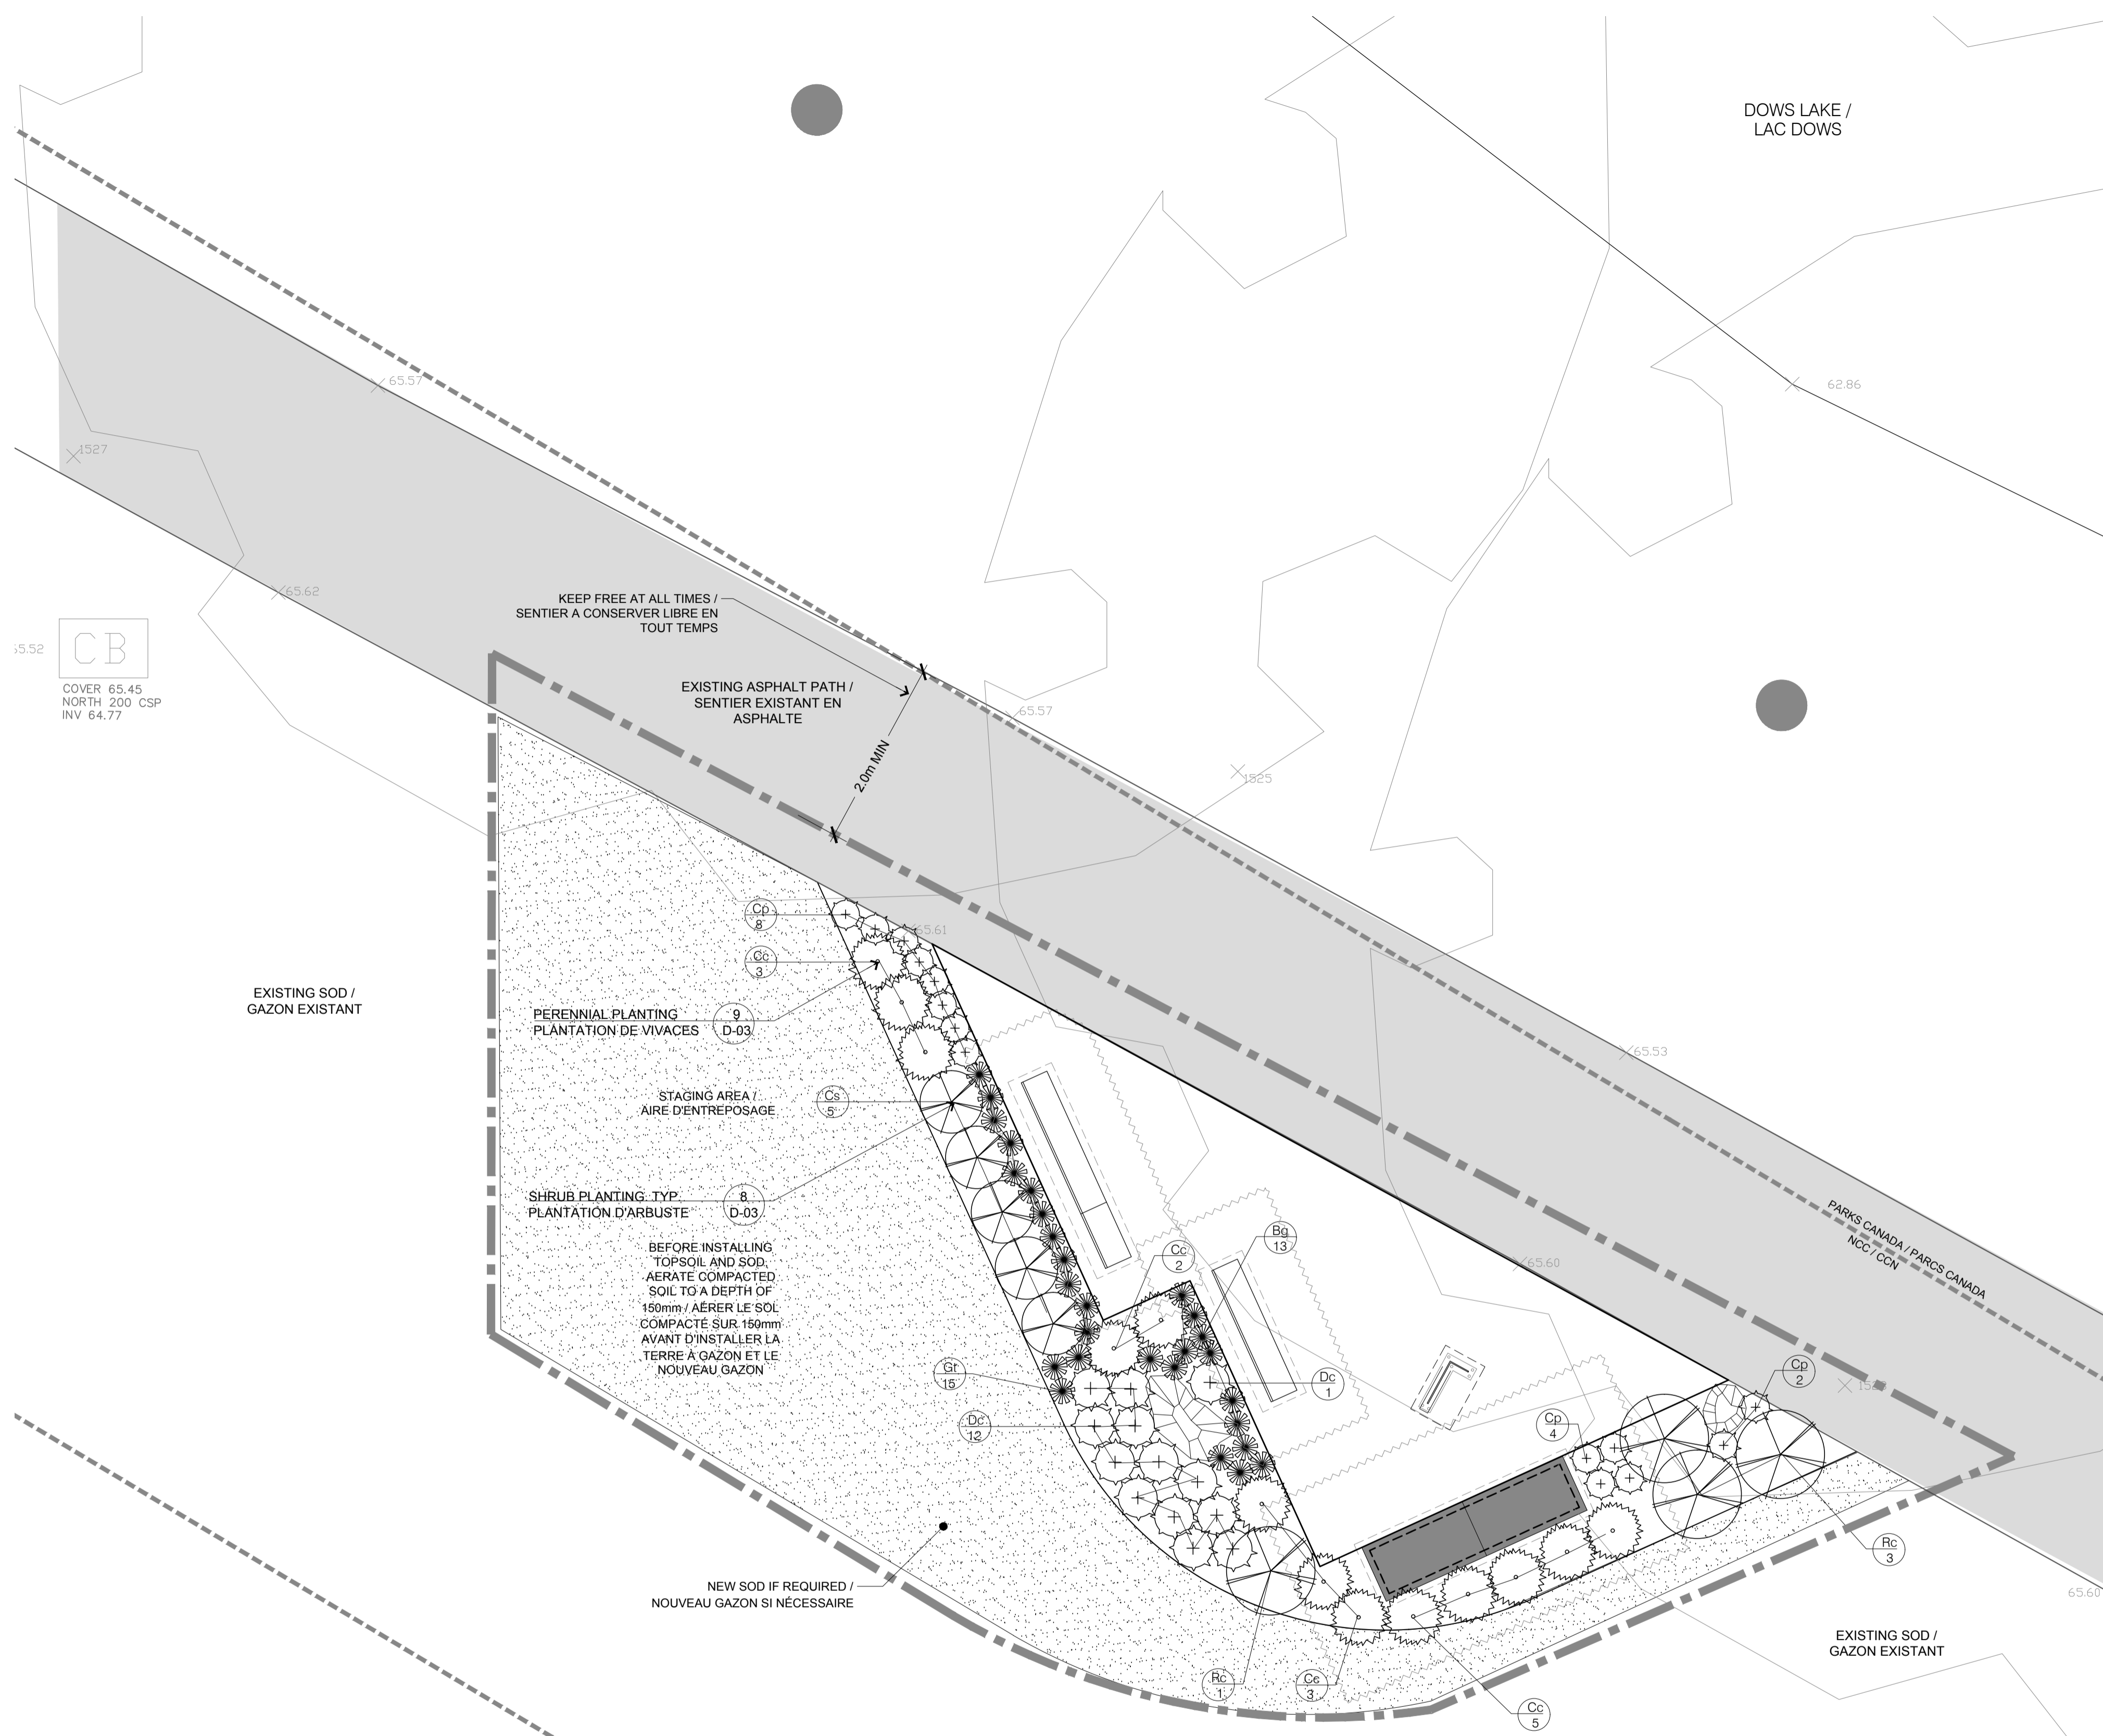 DOWS LAKE /
LAC DOWS
65.57
62.86
1527
65.62
KEEP FREE AT ALL TIMES /
SENTIER A CONSERVER LIBRE EN
TOUT TEMPS
CB
COVER 65.45
NORTH 200 CSP
INV 64.77
EXISTING ASPHALT PATH /
SENTIER EXISTANT EN
ASPHALTE
65.57
2.0m MIN
1525
Cp
8
65.61
Cc
3
EXISTING SOD /
GAZON EXISTANT
PERENNIAL PLANTING
PLANTATION DE VIVACES
9
D-03
65.53
STAGING AREA /
AIRE D'ENTREPOSAGE
Cs
5
SHRUB PLANTING, TYP.
PLANTATION D'ARBUSTE
8
D-03
PARKS CANADA / PARCS CANADA
NCC / CCN
BEFORE INSTALLING
TOPSOIL AND SOD,
AERATE COMPACTED
SOIL TO A DEPTH OF
150mm / AÉRER LE SOL
COMPACTÉ SUR 150mm
AVANT D'INSTALLER LA
TERRE À GAZON ET LE
NOUVEAU GAZON
Cc
2
Bg
13
65.60
Gr
15
Dc
1
Cp
2
Dc
12
Cp
4
Rc
3
NEW SOD IF REQUIRED /
NOUVEAU GAZON SI NÉCESSAIRE
65.60
EXISTING SOD /
GAZON EXISTANT
Rc
1
Cc
3
Cc
5